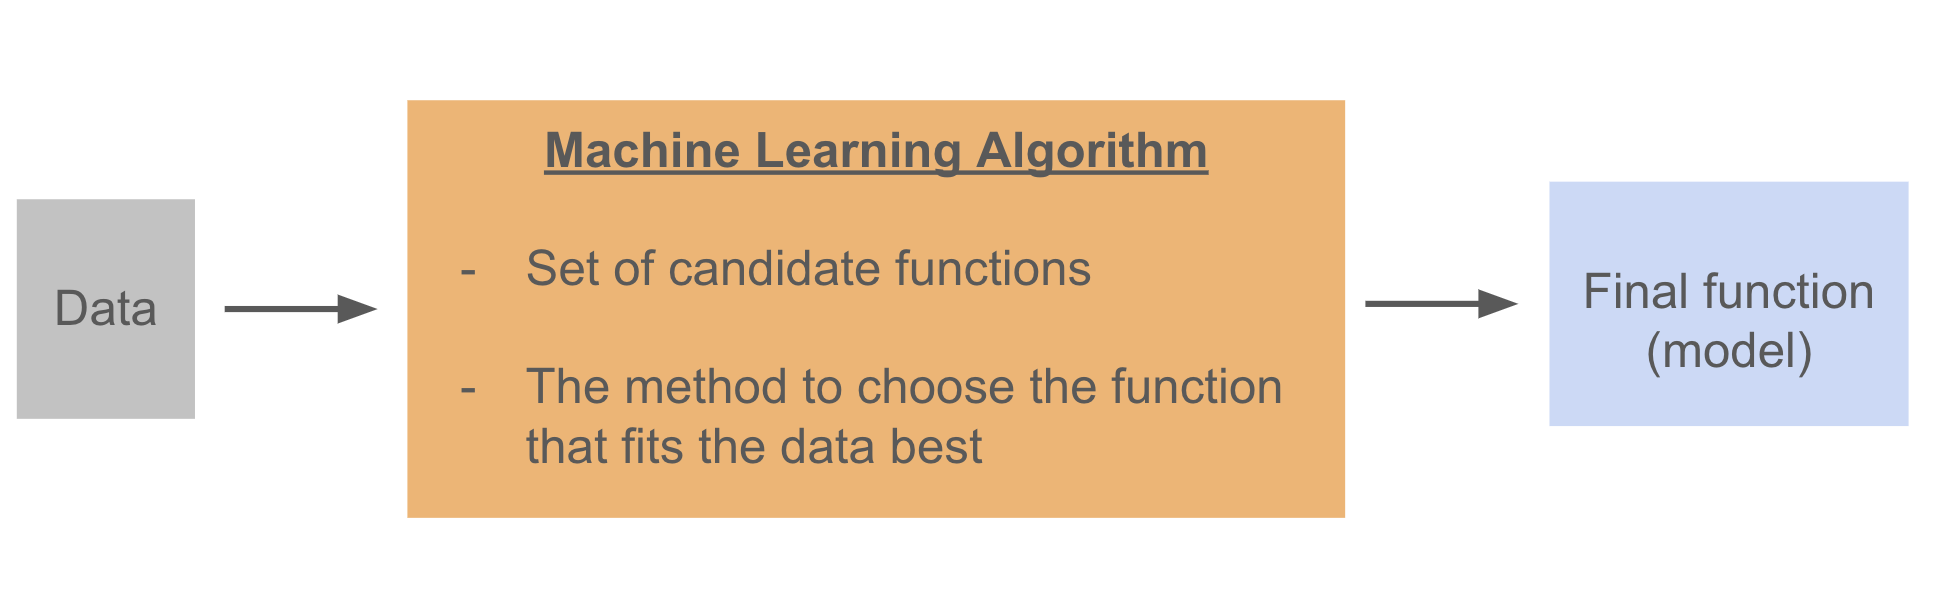 Data
Machine Learning Algorithm
- Set of candidate functions
- The method to choose the function
that fits the data best
Final function
(model)